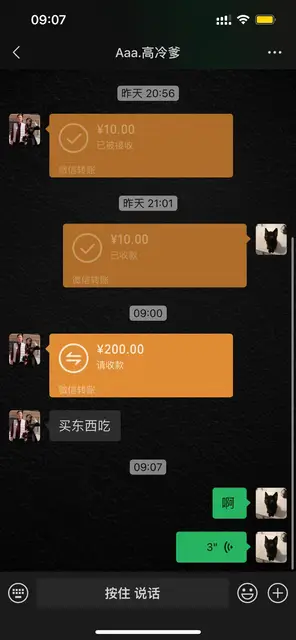 09:07
Aaa.高冷爹
昨天 20:56
¥10.00
已被接收
微信转账
昨天 21:01
¥10.00
已收款
微信转账
09:00
¥200.00
请收款
微信转账
买东西吃
09:07
啊
3"
按住 说话